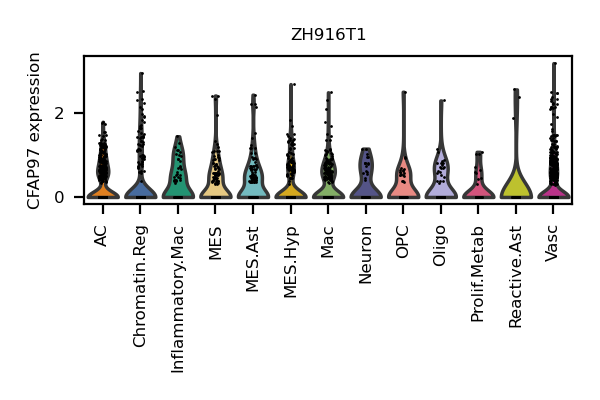 ZH916T1
CFAP97 expression
2
0
AC
Chromatin.Reg
Inflammatory.Mac
MES
MES.Ast
MES.Hyp
Mac
Neuron
OPC
Oligo
Prolif.Metab
Reactive.Ast
Vasc